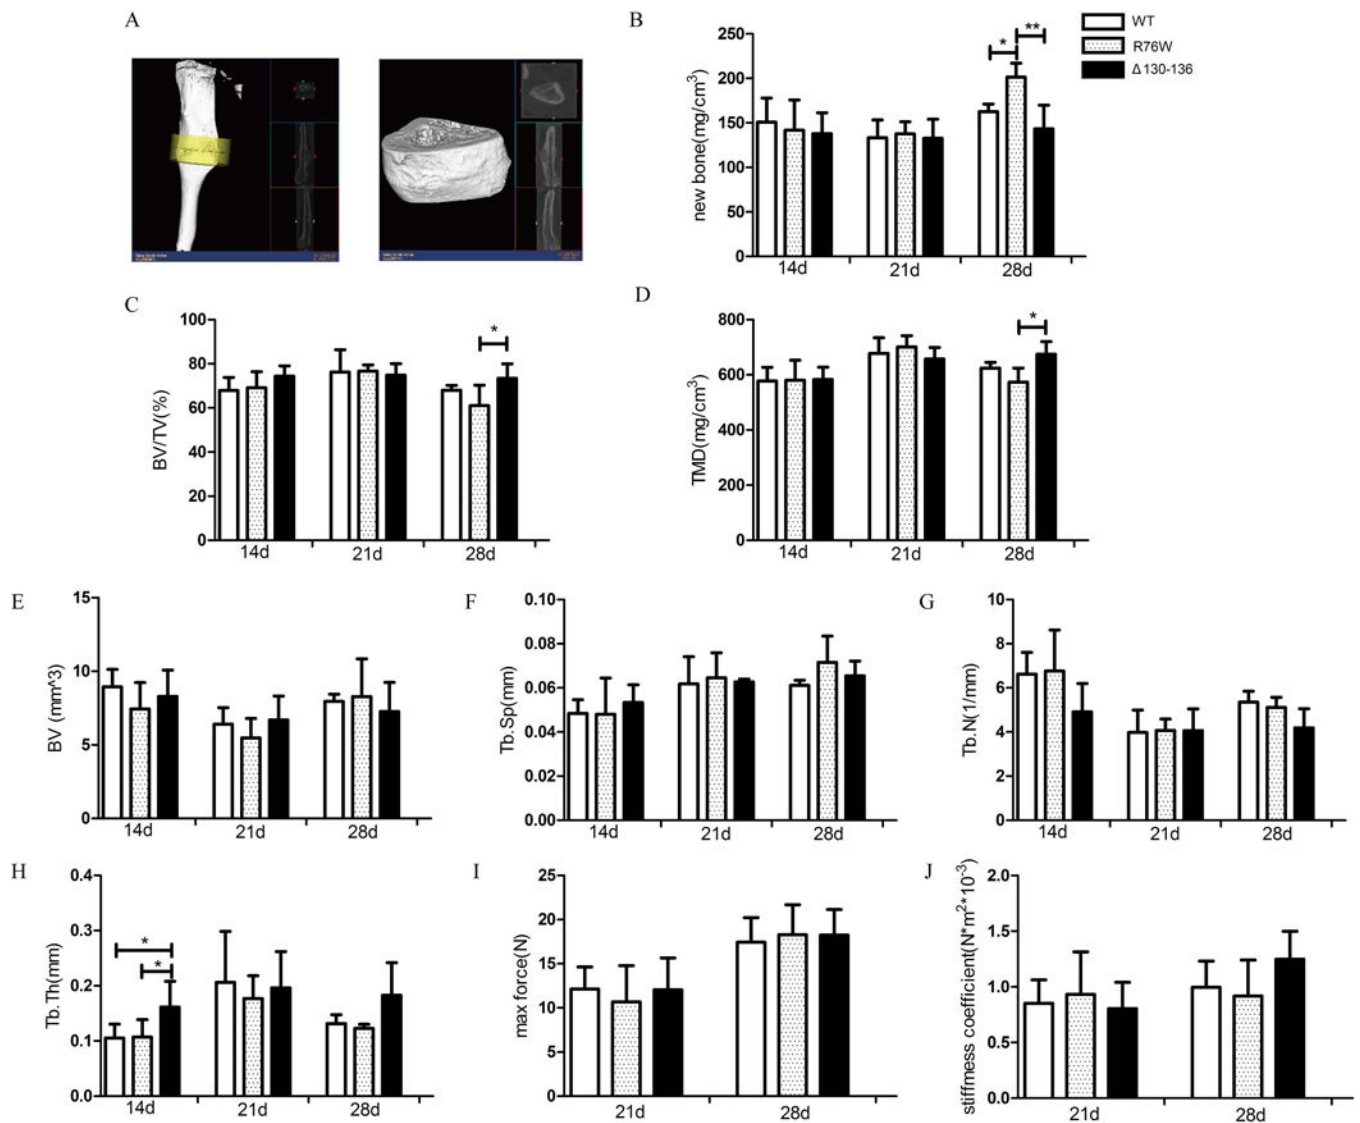 A
B
WT
R76W
Δ130-136
new bone(mg/cm³)
250
200
150
100
50
0
*
**
14d
21d
28d
C
BV/TV(%)
100
80
60
40
20
0
*
14d
21d
28d
D
TMD(mg/cm³)
800
600
400
200
0
*
14d
21d
28d
E
BV (mm^3)
15
10
5
0
14d
21d
28d
F
Tb.Sp(mm)
0.10
0.08
0.06
0.04
0.02
0.00
14d
21d
28d
G
Tb.N(1/mm)
10
8
6
4
2
0
14d
21d
28d
H
Tb.Th(mm)
0.4
0.3
0.2
0.1
0.0
*
*
14d
21d
28d
I
max force(N)
25
20
15
10
5
0
21d
28d
J
stiffmess coefficient(N*m²*10⁻³)
2.0
1.5
1.0
0.5
0.0
21d
28d